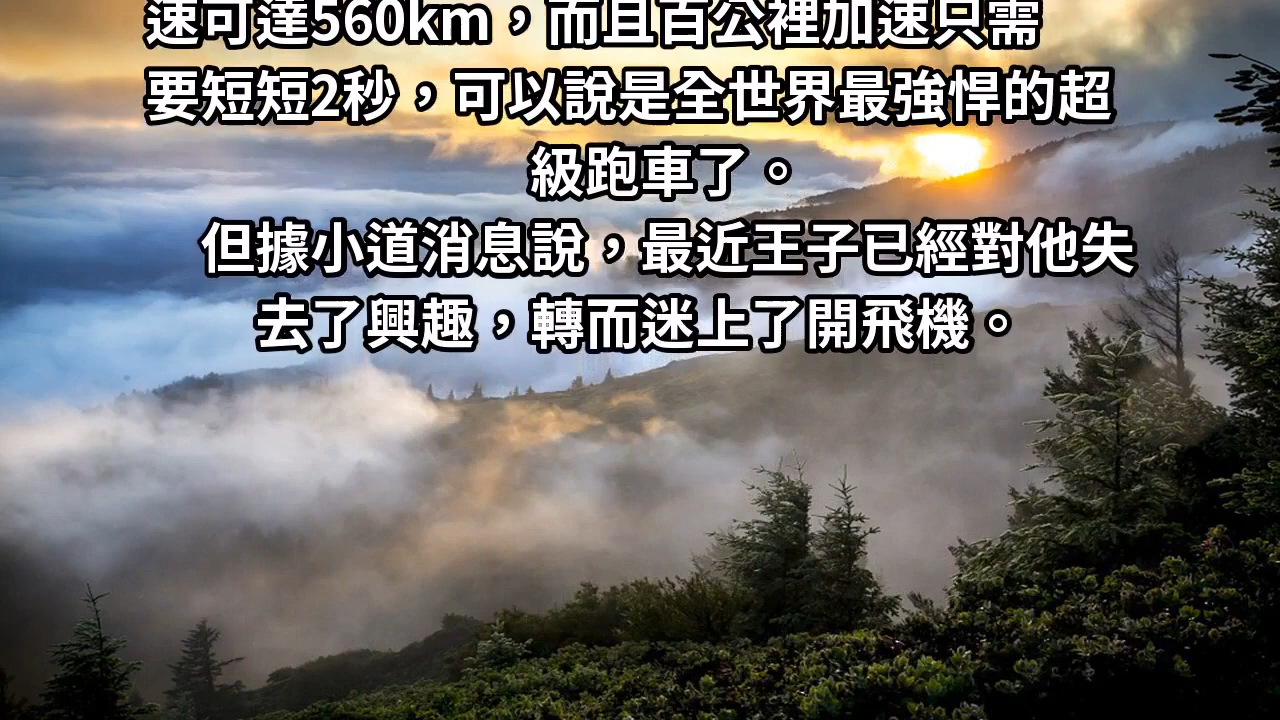 速可達560km，而且百公裡加速只需
要短短2秒，可以說是全世界最強悍的超
級跑車了。
但據小道消息說，最近王子已經對他失
去了興趣，轉而迷上了開飛機。